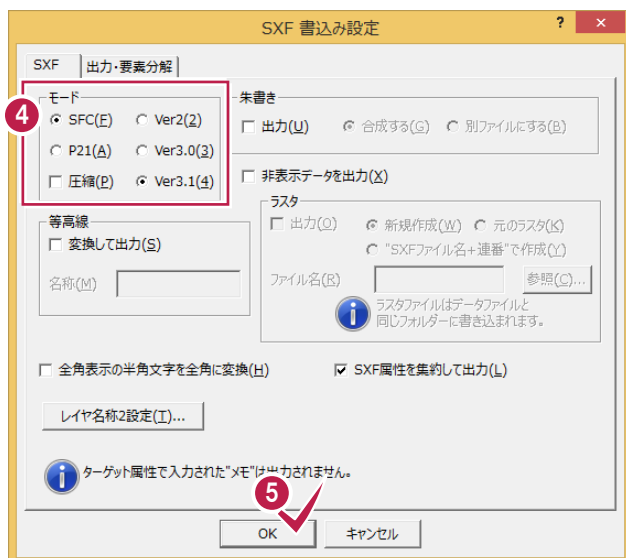 SXF 書込み設定
? ×
SXF 出力・要素分解
モード
④
SFC(F) Ver2(2)
P21(A) Ver3.0(3)
圧縮(P) Ver3.1(4)
朱書き
出力(U) 合成する(G) 別ファイルにする(B)
非表示データを出力(X)
等高線
変換して出力(S)
名称(M)
ラスタ
出力(O) 新規作成(W) 元のラスタ(K)
"SXFファイル名+連番"で作成(Y)
ファイル名(R) 参照(C)...
ラスタファイルはデータファイルと
同じフォルダーに書き込まれます。
全角表示の半角文字を全角に変換(H) SXF属性を集約して出力(L)
レイヤ名称2設定(T)...
ターゲット属性で入力された"メモ"は出力されません。
⑤
OK キャンセル